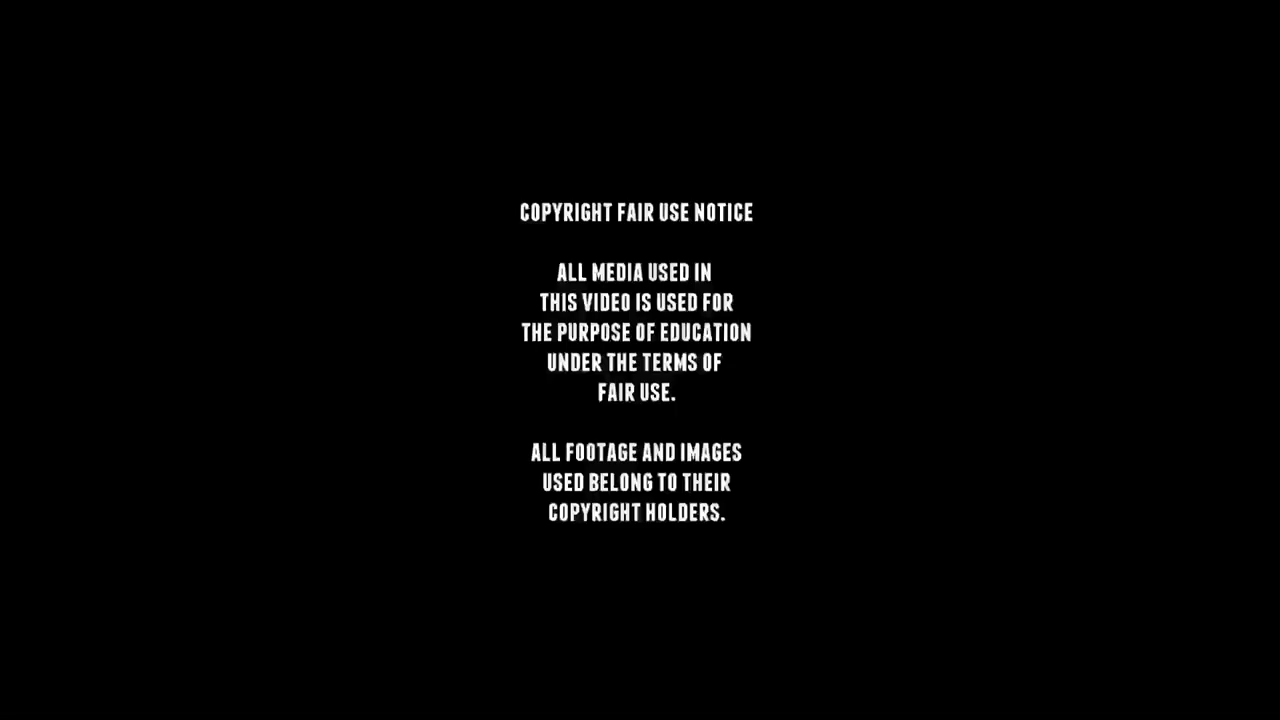 COPYRIGHT FAIR USE NOTICE
ALL MEDIA USED IN
THIS VIDEO IS USED FOR
THE PURPOSE OF EDUCATION
UNDER THE TERMS OF
FAIR USE.
ALL FOOTAGE AND IMAGES
USED BELONG TO THEIR
COPYRIGHT HOLDERS.